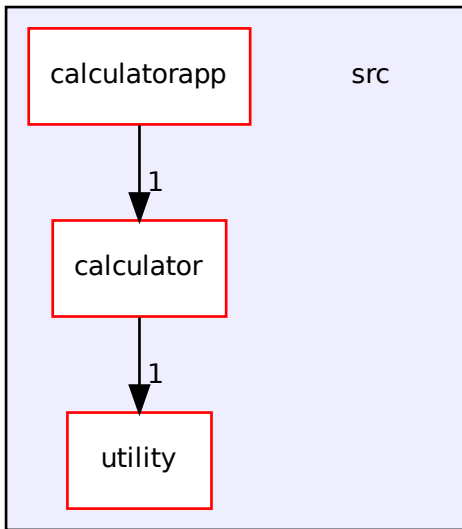 calculatorapp
src
1
calculator
1
utility